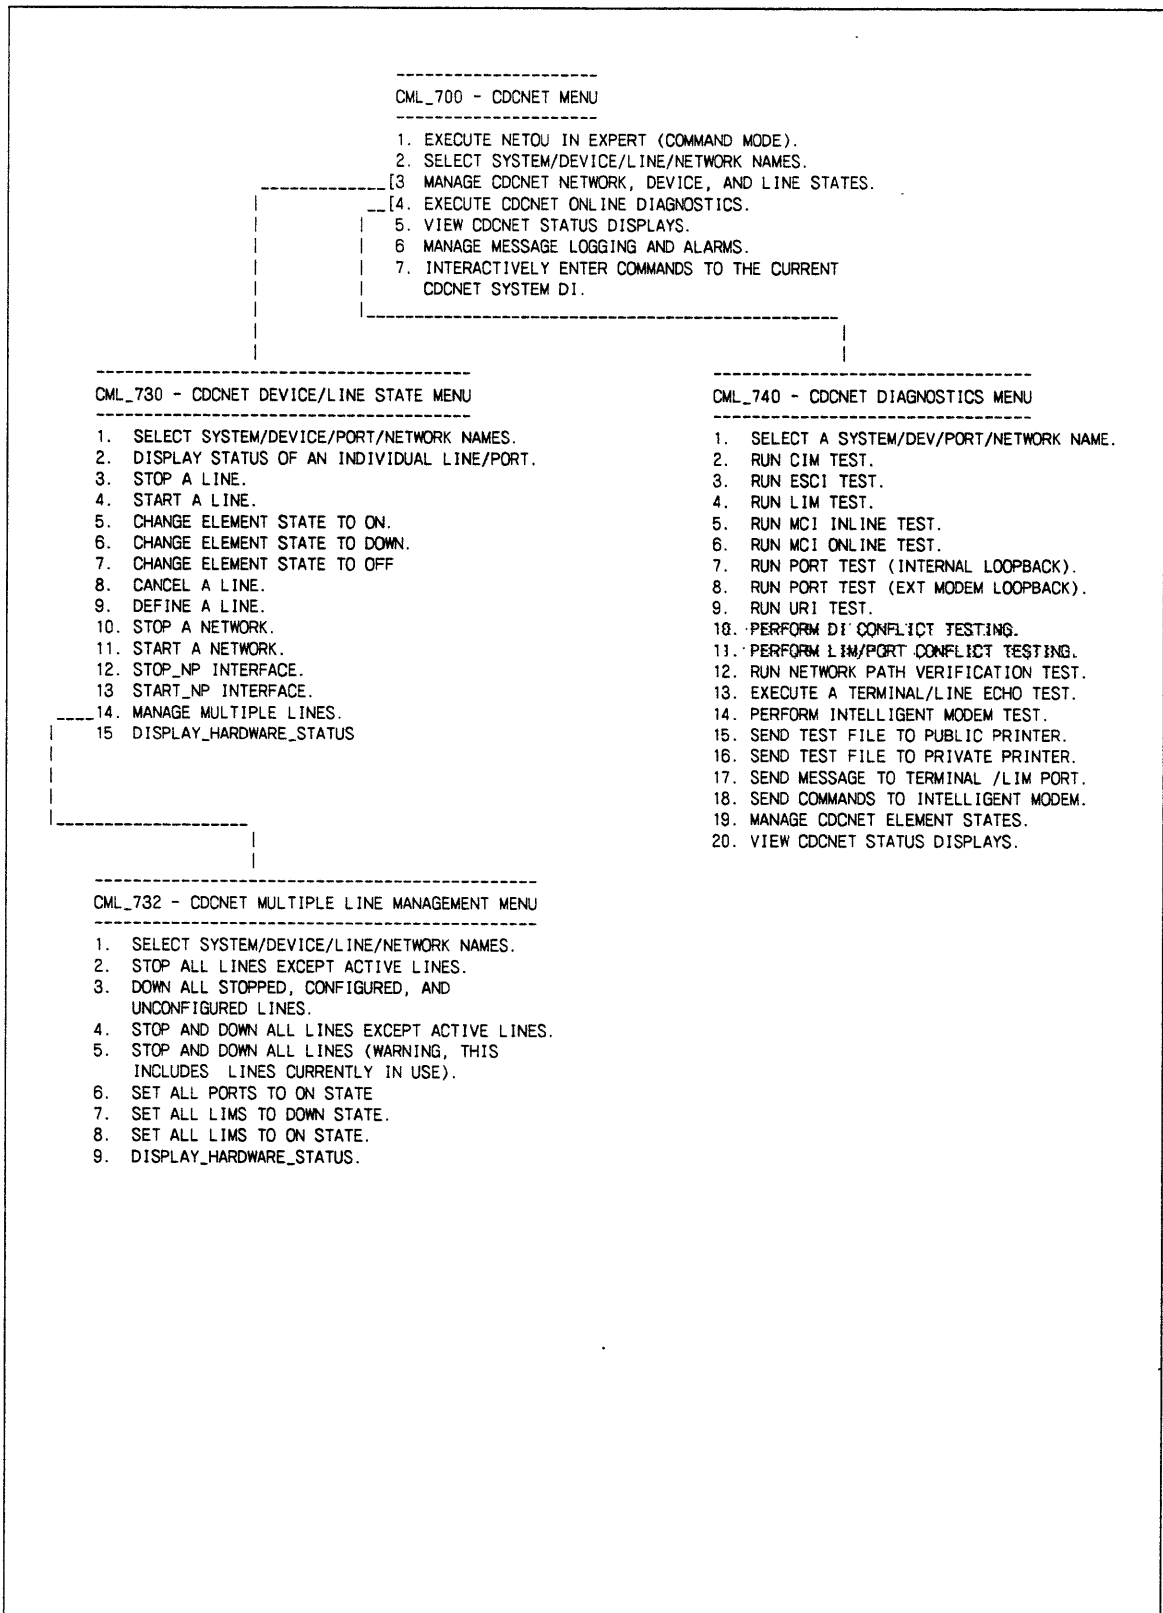 CML_700 - CDCNET MENU
1. EXECUTE NETOU IN EXPERT (COMMAND MODE).
2. SELECT SYSTEM/DEVICE/LINE/NETWORK NAMES.
[3 MANAGE CDCNET NETWORK, DEVICE, AND LINE STATES.
[4. EXECUTE CDCNET ONLINE DIAGNOSTICS.
5. VIEW CDCNET STATUS DISPLAYS.
6 MANAGE MESSAGE LOGGING AND ALARMS.
7. INTERACTIVELY ENTER COMMANDS TO THE CURRENT
CDCNET SYSTEM DI.
CML_730 - CDCNET DEVICE/LINE STATE MENU
1. SELECT SYSTEM/DEVICE/PORT/NETWORK NAMES.
2. DISPLAY STATUS OF AN INDIVIDUAL LINE/PORT.
3. STOP A LINE.
4. START A LINE.
5. CHANGE ELEMENT STATE TO ON.
6. CHANGE ELEMENT STATE TO DOWN.
7. CHANGE ELEMENT STATE TO OFF
8. CANCEL A LINE.
9. DEFINE A LINE.
10. STOP A NETWORK.
11. START A NETWORK.
12. STOP_NP INTERFACE.
13 START_NP INTERFACE.
14. MANAGE MULTIPLE LINES.
15 DISPLAY_HARDWARE_STATUS
CML_740 - CDCNET DIAGNOSTICS MENU
1. SELECT A SYSTEM/DEV/PORT/NETWORK NAME.
2. RUN CIM TEST.
3. RUN ESCI TEST.
4. RUN LIM TEST.
5. RUN MCI INLINE TEST.
6. RUN MCI ONLINE TEST.
7. RUN PORT TEST (INTERNAL LOOPBACK).
8. RUN PORT TEST (EXT MODEM LOOPBACK).
9. RUN URI TEST.
10. PERFORM DI CONFLICT TESTING.
11. PERFORM LIM/PORT CONFLICT TESTING.
12. RUN NETWORK PATH VERIFICATION TEST.
13. EXECUTE A TERMINAL/LINE ECHO TEST.
14. PERFORM INTELLIGENT MODEM TEST.
15. SEND TEST FILE TO PUBLIC PRINTER.
16. SEND TEST FILE TO PRIVATE PRINTER.
17. SEND MESSAGE TO TERMINAL /LIM PORT.
18. SEND COMMANDS TO INTELLIGENT MODEM.
19. MANAGE CDCNET ELEMENT STATES.
20. VIEW CDCNET STATUS DISPLAYS.
CML_732 - CDCNET MULTIPLE LINE MANAGEMENT MENU
1. SELECT SYSTEM/DEVICE/LINE/NETWORK NAMES.
2. STOP ALL LINES EXCEPT ACTIVE LINES.
3. DOWN ALL STOPPED, CONFIGURED, AND
UNCONFIGURED LINES.
4. STOP AND DOWN ALL LINES EXCEPT ACTIVE LINES.
5. STOP AND DOWN ALL LINES (WARNING, THIS
INCLUDES LINES CURRENTLY IN USE).
6. SET ALL PORTS TO ON STATE
7. SET ALL LIMS TO DOWN STATE.
8. SET ALL LIMS TO ON STATE.
9. DISPLAY_HARDWARE_STATUS.